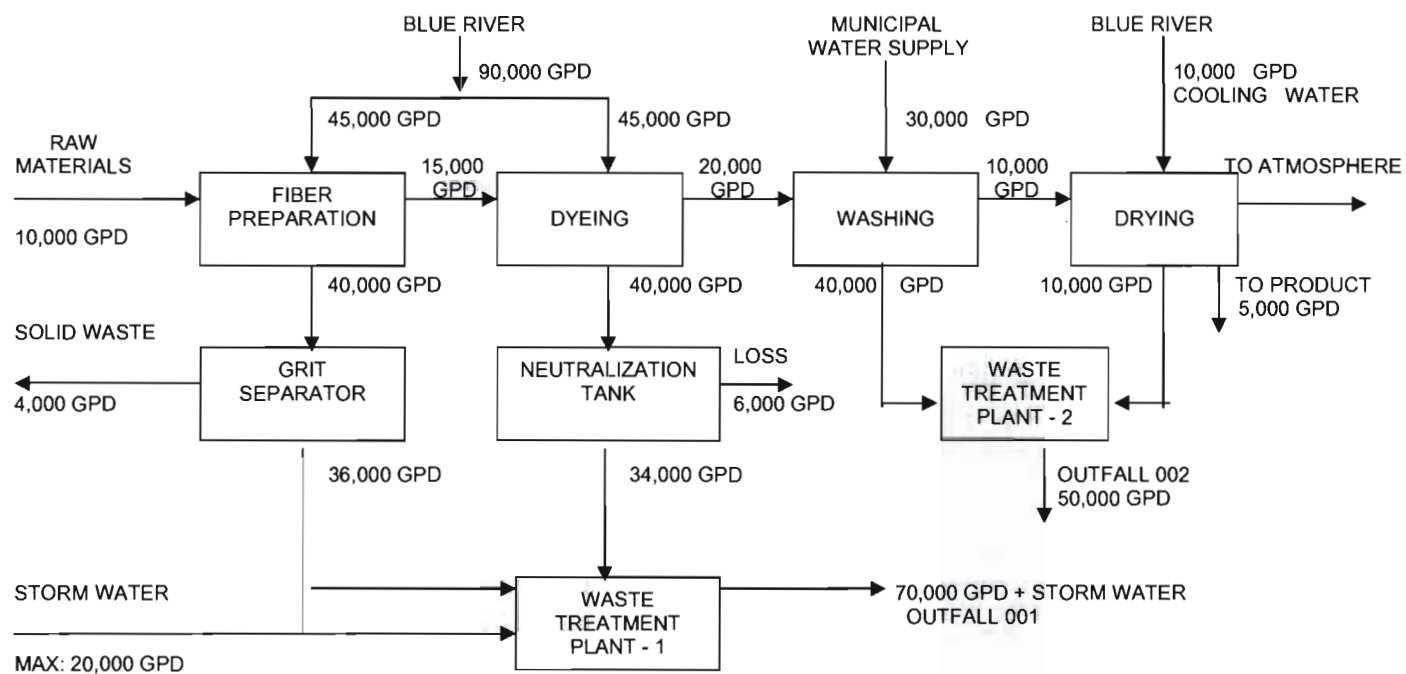 BLUE RIVER
90,000 GPD
45,000 GPD
45,000 GPD
MUNICIPAL
WATER SUPPLY
30,000 GPD
BLUE RIVER
10,000 GPD
COOLING WATER
RAW
MATERIALS
10,000 GPD
FIBER
PREPARATION
15,000
GPD
DYEING
20,000
GPD
WASHING
10,000
GPD
DRYING
TO ATMOSPHERE
40,000 GPD
40,000 GPD
40,000 GPD
10,000 GPD
TO PRODUCT
5,000 GPD
SOLID WASTE
4,000 GPD
GRIT
SEPARATOR
NEUTRALIZATION
TANK
LOSS
6,000 GPD
WASTE
TREATMENT
PLANT - 2
36,000 GPD
34,000 GPD
OUTFALL 002
50,000 GPD
STORM WATER
MAX: 20,000 GPD
WASTE
TREATMENT
PLANT - 1
70,000 GPD + STORM WATER
OUTFALL 001